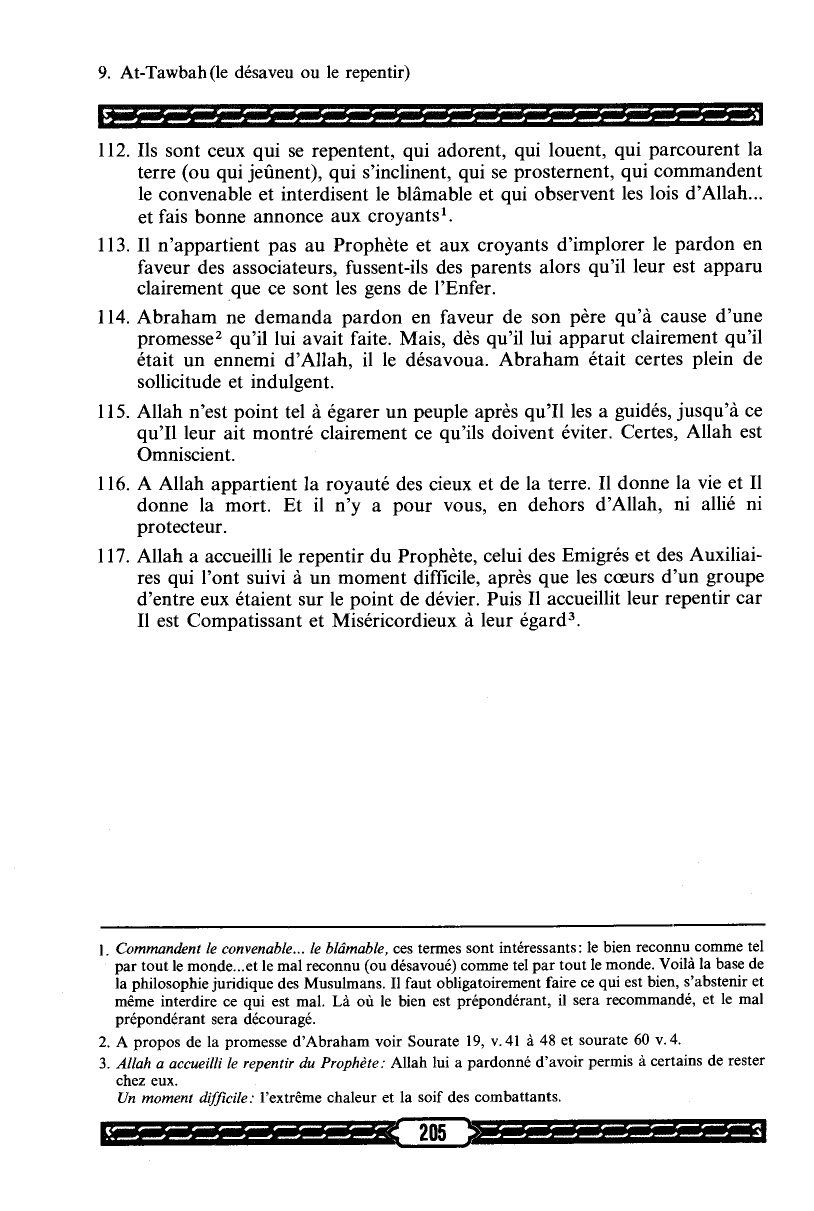 9. At-Tawbah (le désaveu ou le repentir)
112. Ils sont ceux qui se repentent, qui adorent, qui louent, qui parcourent la
terre (ou qui jeûnent), qui s’inclinent, qui se prosternent, qui commandent
le convenable et interdisent le blâmable et qui observent les lois d’Allah...
et fais bonne annonce aux croyants¹.
113. Il n’appartient pas au Prophète et aux croyants d’implorer le pardon en
faveur des associateurs, fussent-ils des parents alors qu’il leur est apparu
clairement que ce sont les gens de l’Enfer.
114. Abraham ne demanda pardon en faveur de son père qu’à cause d’une
promesse² qu’il lui avait faite. Mais, dès qu’il lui apparut clairement qu’il
était un ennemi d’Allah, il le désavoua. Abraham était certes plein de
sollicitude et indulgent.
115. Allah n’est point tel à égarer un peuple après qu’Il les a guidés, jusqu’à ce
qu’Il leur ait montré clairement ce qu’ils doivent éviter. Certes, Allah est
Omniscient.
116. A Allah appartient la royauté des cieux et de la terre. Il donne la vie et Il
donne la mort. Et il n’y a pour vous, en dehors d’Allah, ni allié ni
protecteur.
117. Allah a accueilli le repentir du Prophète, celui des Emigrés et des Auxiliai-
res qui l’ont suivi à un moment difficile, après que les cœurs d’un groupe
d’entre eux étaient sur le point de dévier. Puis Il accueillit leur repentir car
Il est Compatissant et Miséricordieux à leur égard³.
1. Commandent le convenable... le blâmable, ces termes sont intéressants: le bien reconnu comme tel
par tout le monde...et le mal reconnu (ou désavoué) comme tel par tout le monde. Voilà la base de
la philosophie juridique des Musulmans. Il faut obligatoirement faire ce qui est bien, s’abstenir et
même interdire ce qui est mal. Là où le bien est prépondérant, il sera recommandé, et le mal
prépondérant sera découragé.
2. A propos de la promesse d’Abraham voir Sourate 19, v. 41 à 48 et sourate 60 v. 4.
3. Allah a accueilli le repentir du Prophète: Allah lui a pardonné d’avoir permis à certains de rester
chez eux.
Un moment difficile: l’extrême chaleur et la soif des combattants.
205